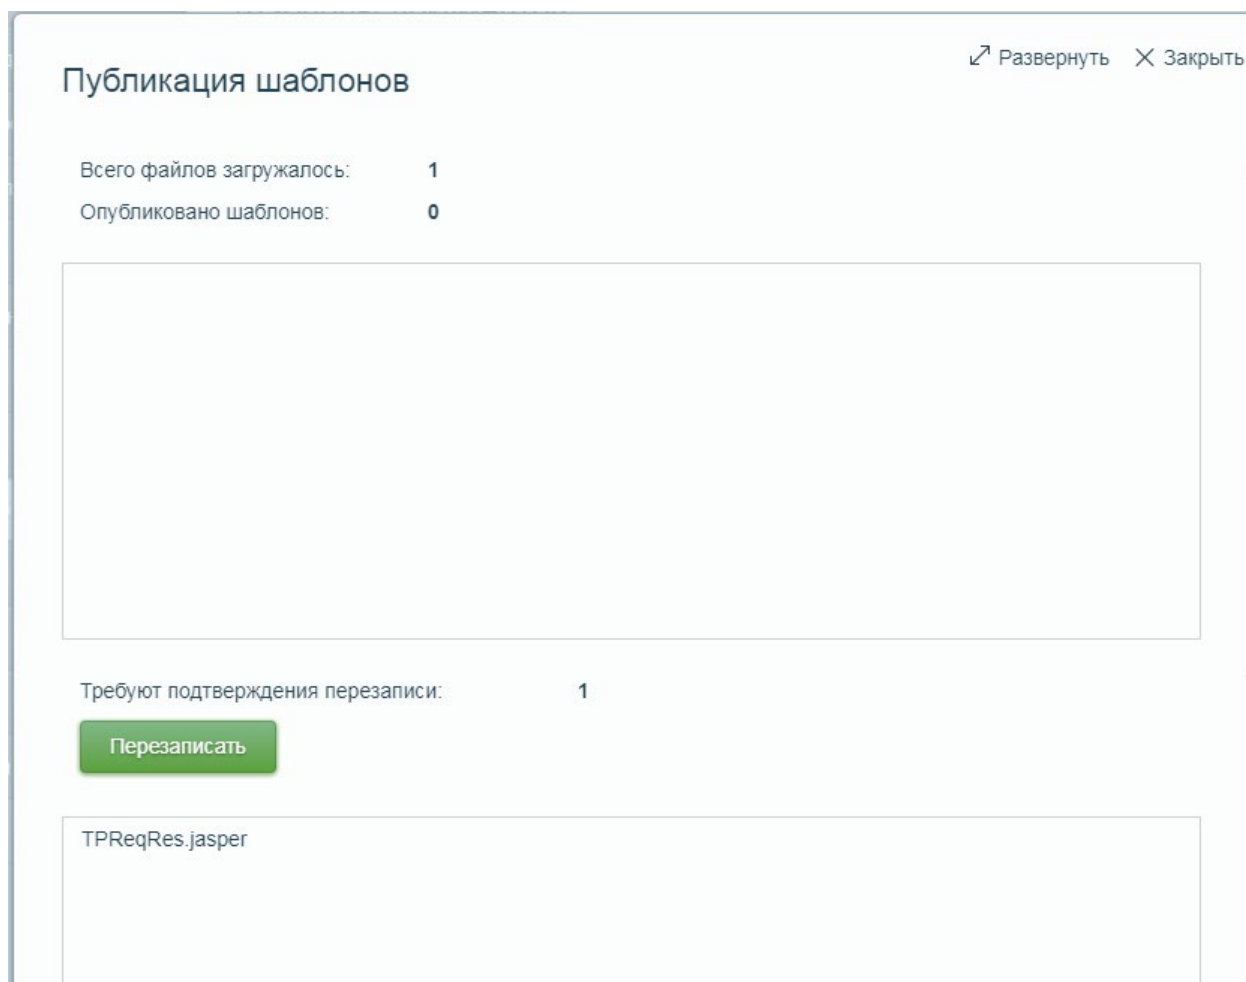 Развернуть Закрыть
Публикация шаблонов
Всего файлов загружалось: 1
Опубликовано шаблонов: 0
Требуют подтверждения перезаписи: 1
Перезаписать
TPReqRes.jasper